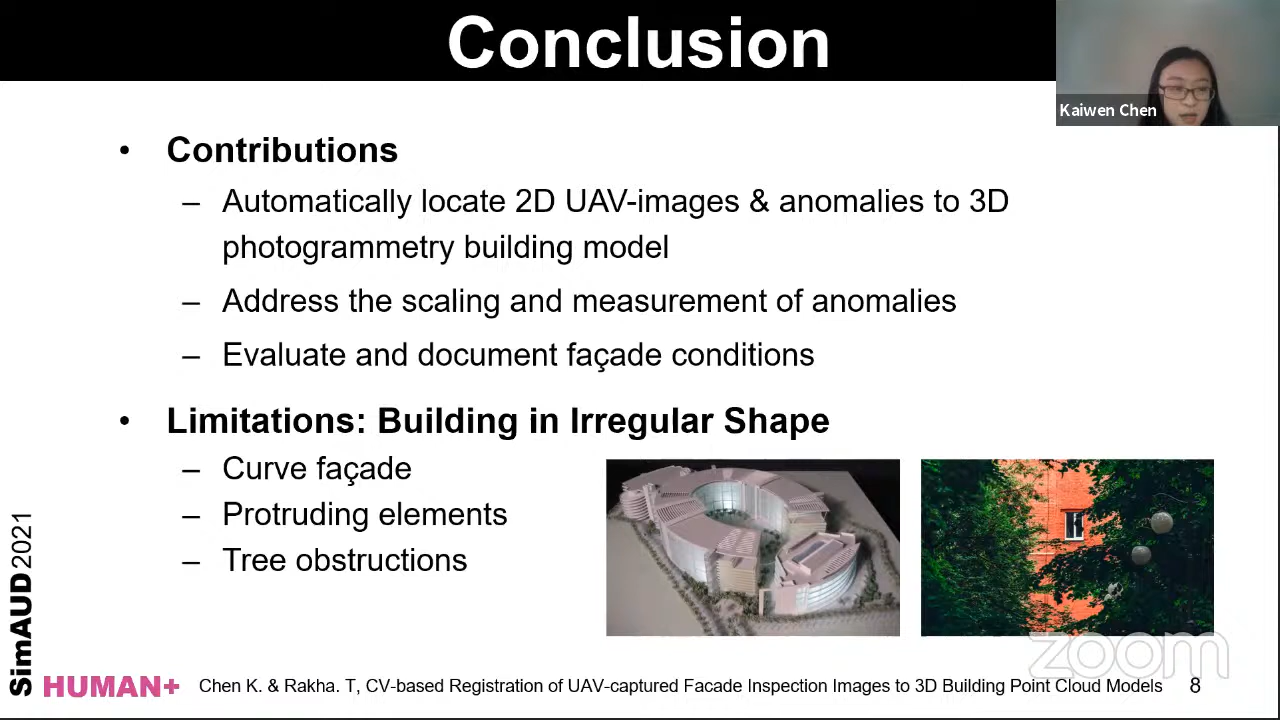 Conclusion
Kaiwen Chen
• Contributions
– Automatically locate 2D UAV-images & anomalies to 3D
photogrammetry building model
– Address the scaling and measurement of anomalies
– Evaluate and document façade conditions
• Limitations: Building in Irregular Shape
– Curve façade
– Protruding elements
– Tree obstructions
SimAUD2021
HUMAN+
Chen K. & Rakha. T, CV-based Registration of UAV-captured Facade Inspection Images to 3D Building Point Cloud Models
8
zoom